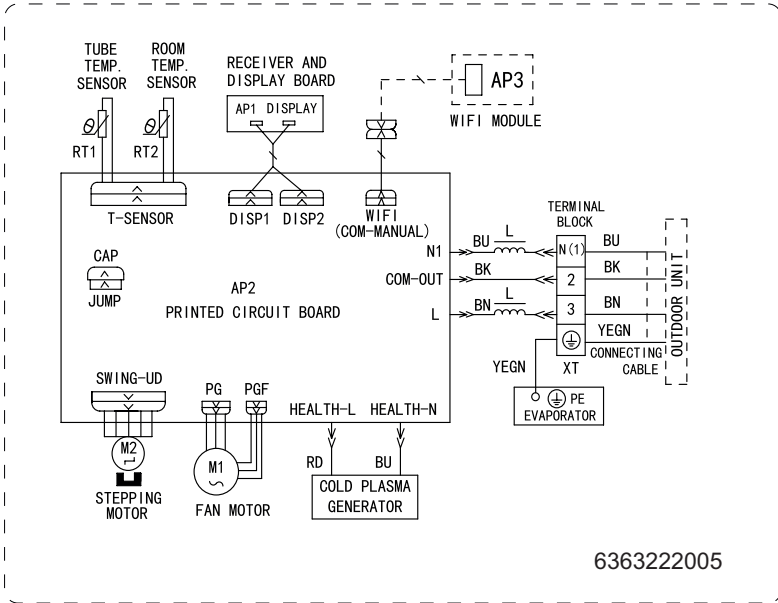 TUBE
TEMP.
SENSOR
ROOM
TEMP.
SENSOR
RECEIVER AND
DISPLAY BOARD
AP1 DISPLAY
AP3
WIFI MODULE
RT1
RT2
T-SENSOR
DISP1
DISP2
WIFI
(COM-MANUAL)
TERMINAL
BLOCK
N1
BU
L
N(1)
BU
COM-OUT
BK
2
BK
L
BN
L
3
BN
YEGN
OUTDOOR UNIT
CAP
JUMP
AP2
PRINTED CIRCUIT BOARD
YEGN
XT
CONNECTING
CABLE
PE
EVAPORATOR
SWING-UD
PG
PGF
HEALTH-L
HEALTH-N
M2
STEPPING
MOTOR
M1
FAN MOTOR
RD
BU
COLD PLASMA
GENERATOR
6363222005